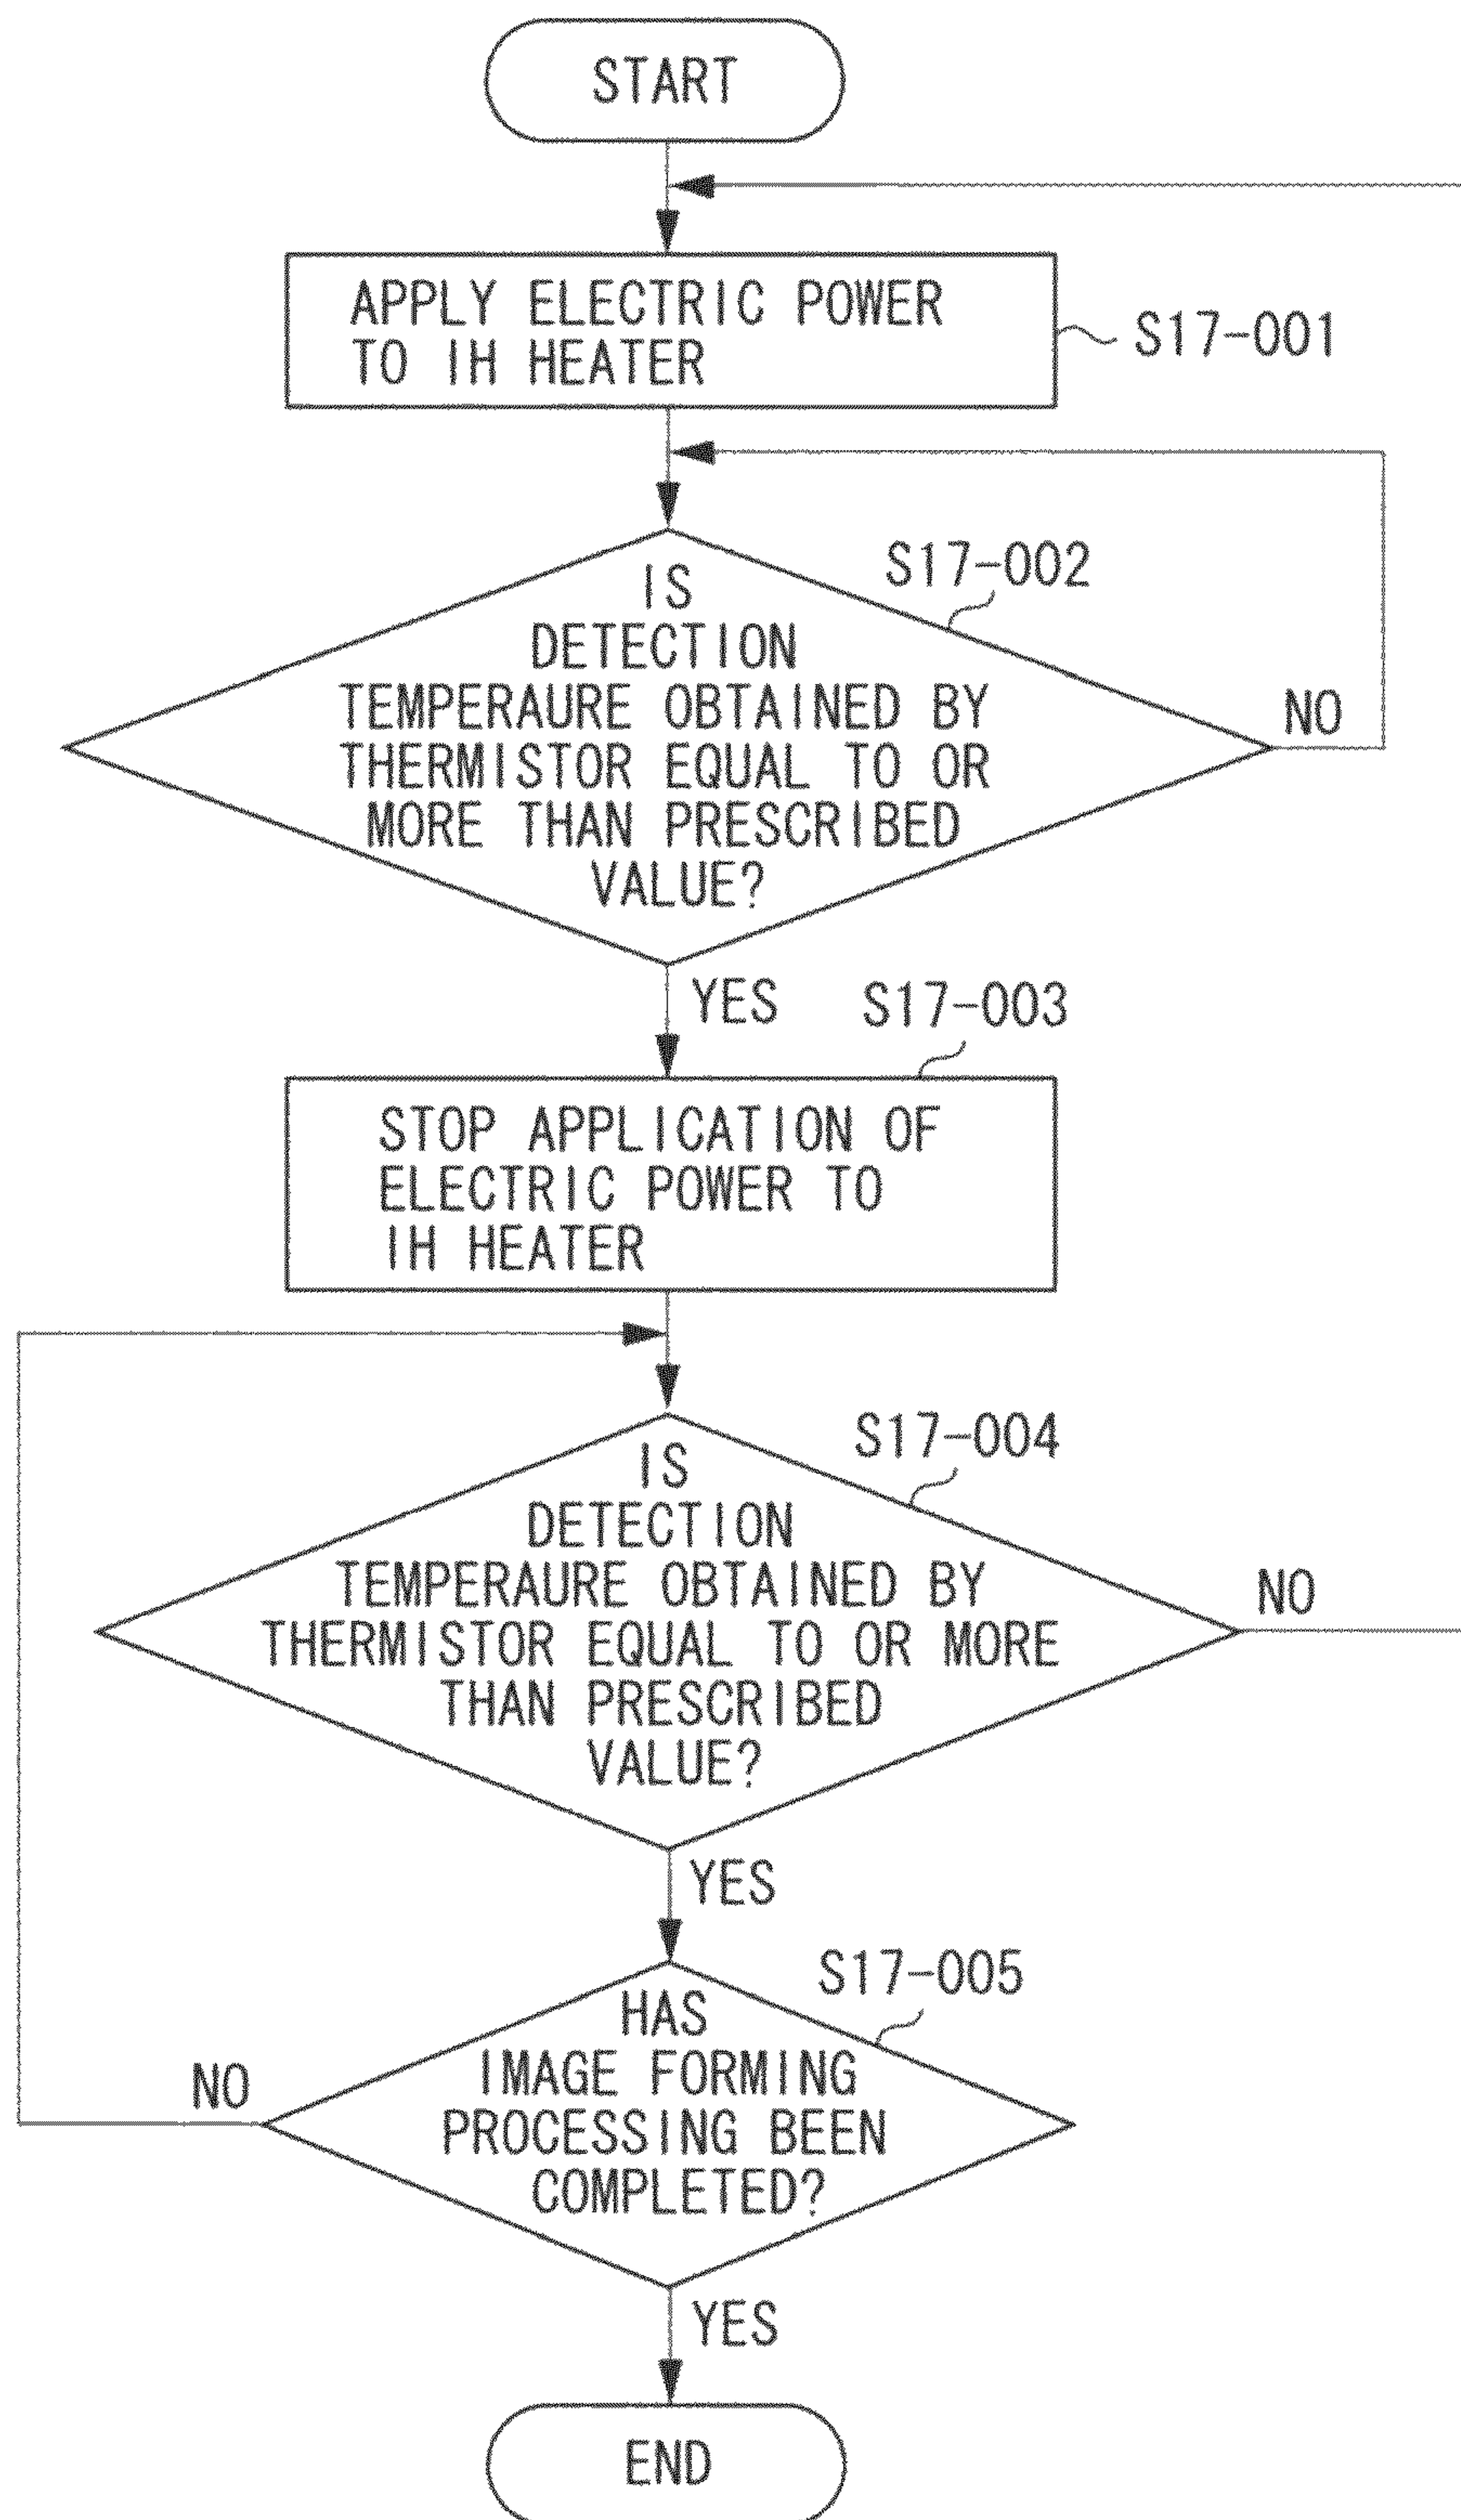 START
APPLY ELECTRIC POWER
TO IH HEATER
S17-001
S17-002
IS
DETECTION
TEMPERAURE OBTAINED BY
THERMISTOR EQUAL TO OR
MORE THAN PRESCRIBED
VALUE?
NO
YES
S17-003
STOP APPLICATION OF
ELECTRIC POWER TO
IH HEATER
S17-004
IS
DETECTION
TEMPERAURE OBTAINED BY
THERMISTOR EQUAL TO OR MORE
THAN PRESCRIBED
VALUE?
NO
YES
S17-005
HAS
IMAGE FORMING
PROCESSING BEEN
COMPLETED?
NO
YES
END